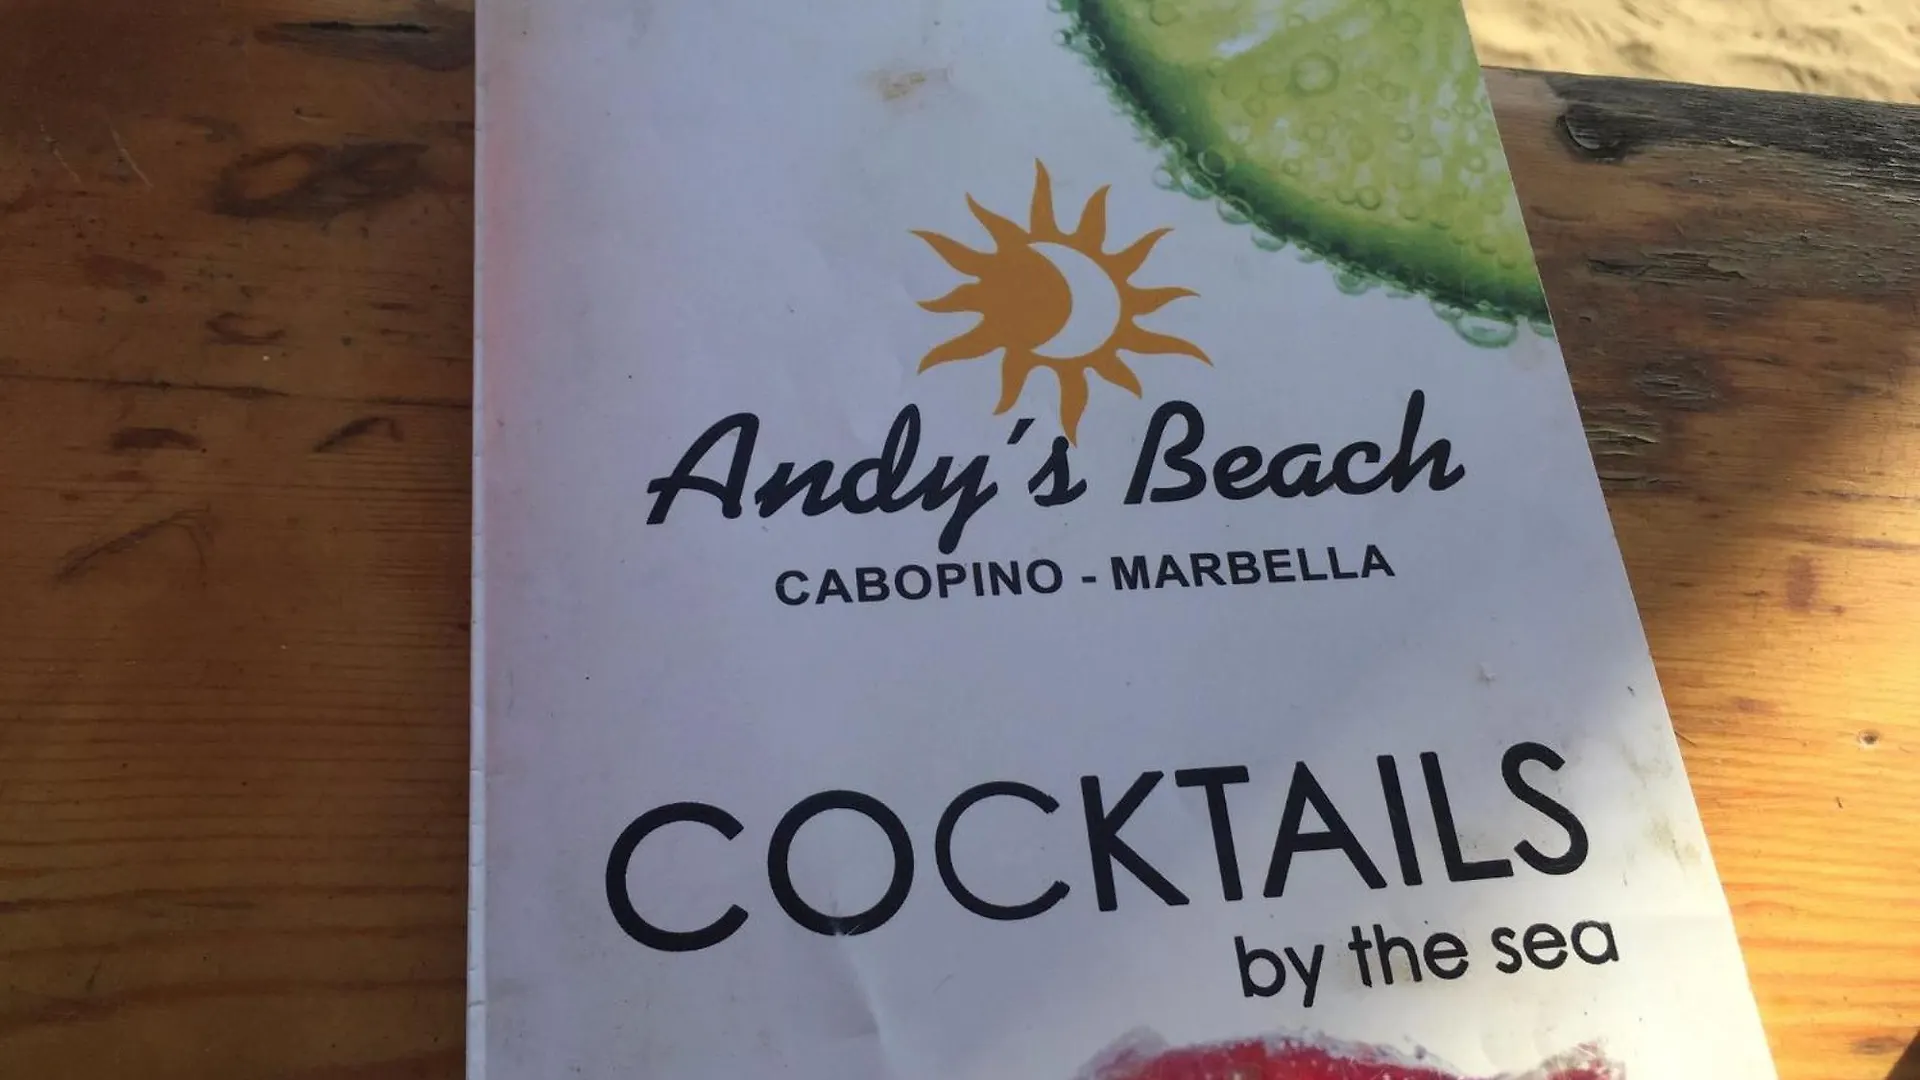 Andy´s Beach
CABOPINO - MARBELLA
COCKTAILS
by the sea